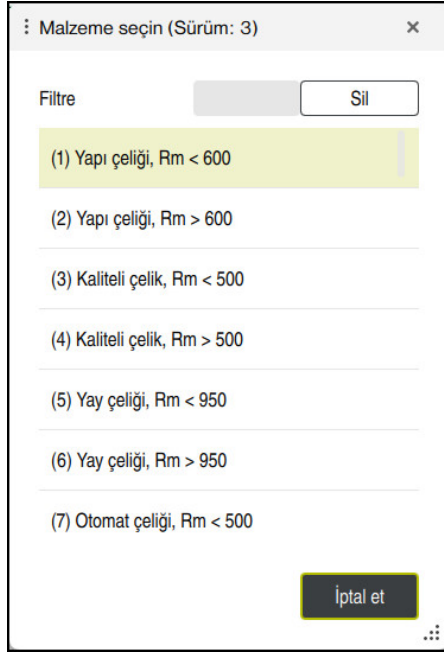 Malzeme seçin (Sürüm: 3)
Filtre
Sil
(1) Yapı çeliği, Rm < 600
(2) Yapı çeliği, Rm > 600
(3) Kaliteli çelik, Rm < 500
(4) Kaliteli çelik, Rm > 500
(5) Yay çeliği, Rm < 950
(6) Yay çeliği, Rm > 950
(7) Otomat çeliği, Rm < 500
İptal et